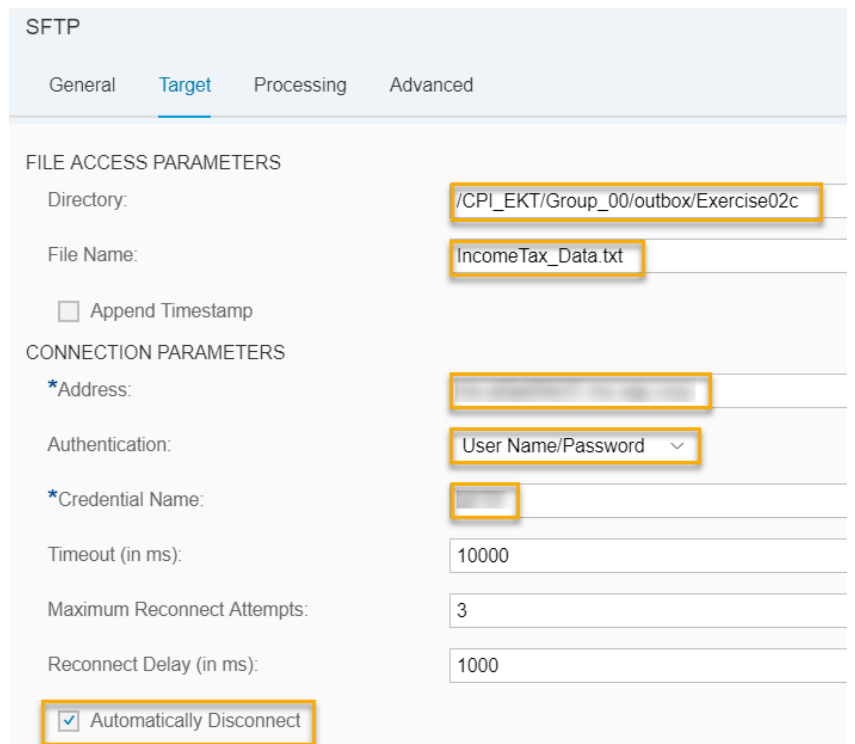 SFTP
General Target Processing Advanced
FILE ACCESS PARAMETERS
Directory: /CPI_EKT/Group_00/outbox/Exercise02c
File Name: IncomeTax_Data.txt
Append Timestamp
CONNECTION PARAMETERS
*Address:
Authentication: User Name/Password
*Credential Name:
Timeout (in ms): 10000
Maximum Reconnect Attempts: 3
Reconnect Delay (in ms): 1000
Automatically Disconnect